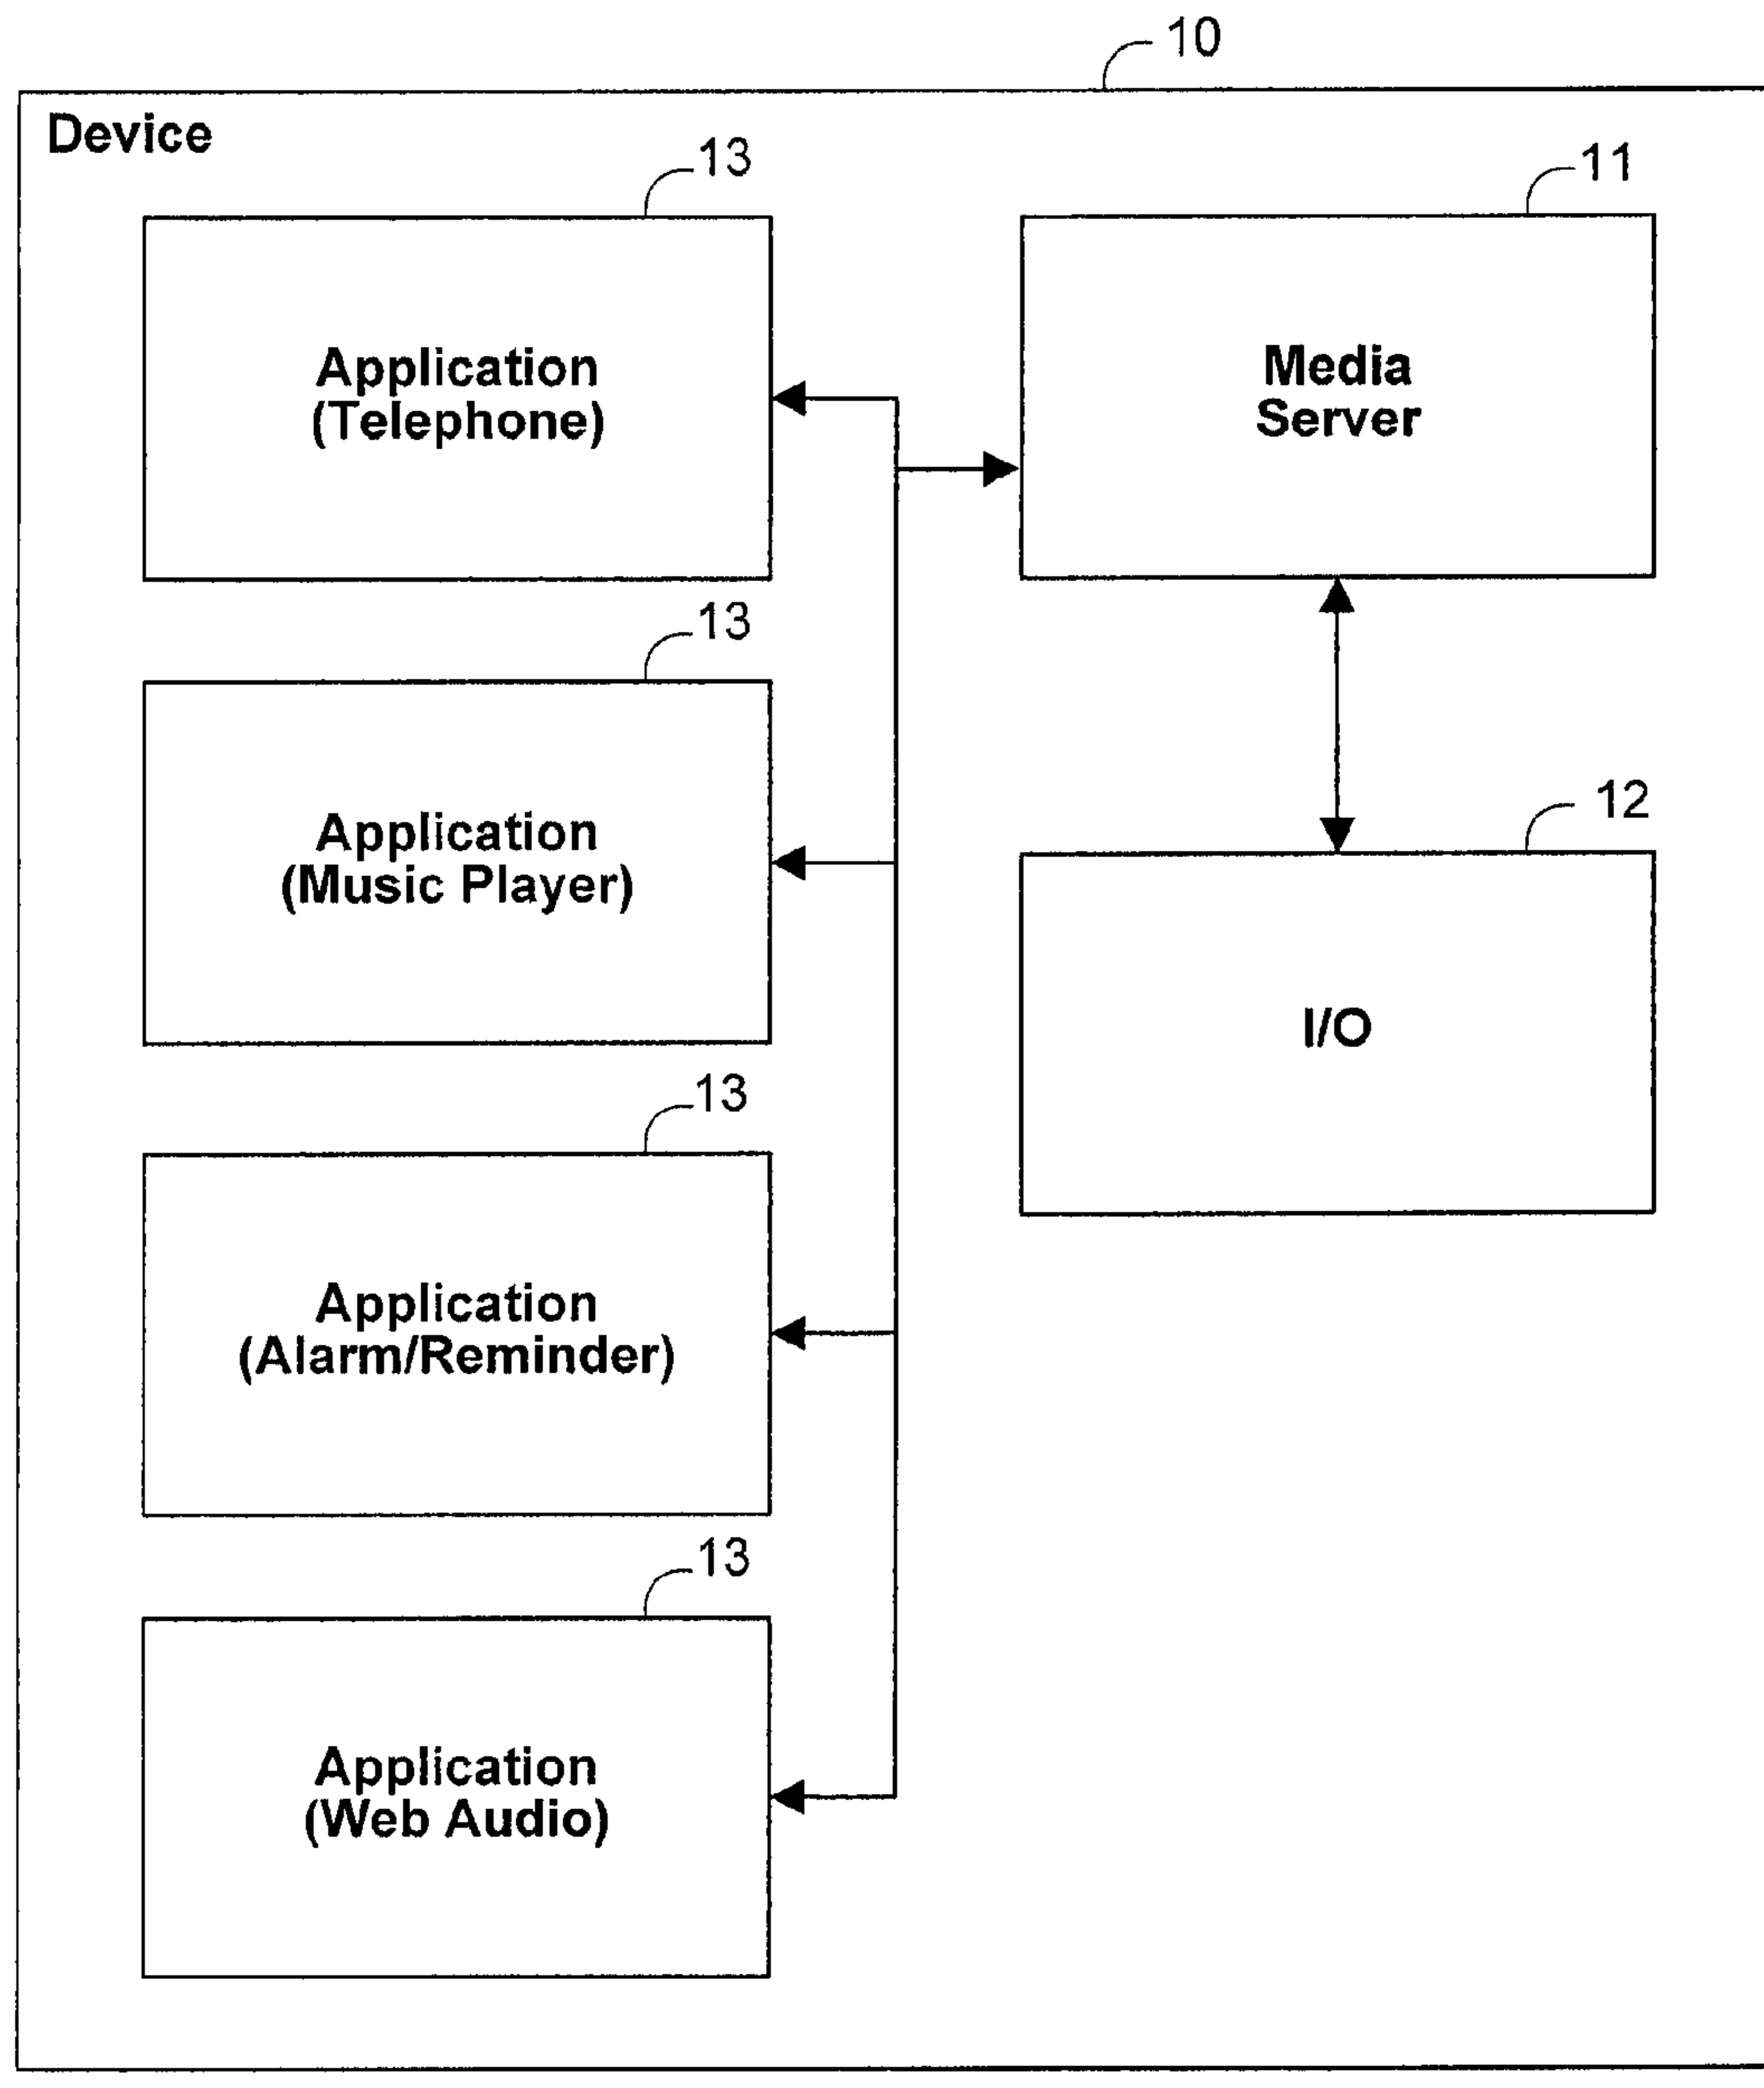 10
Device
13
11
Application
(Telephone)
Media
Server
13
12
Application
(Music Player)
I/O
13
Application
(Alarm/Reminder)
13
Application
(Web Audio)